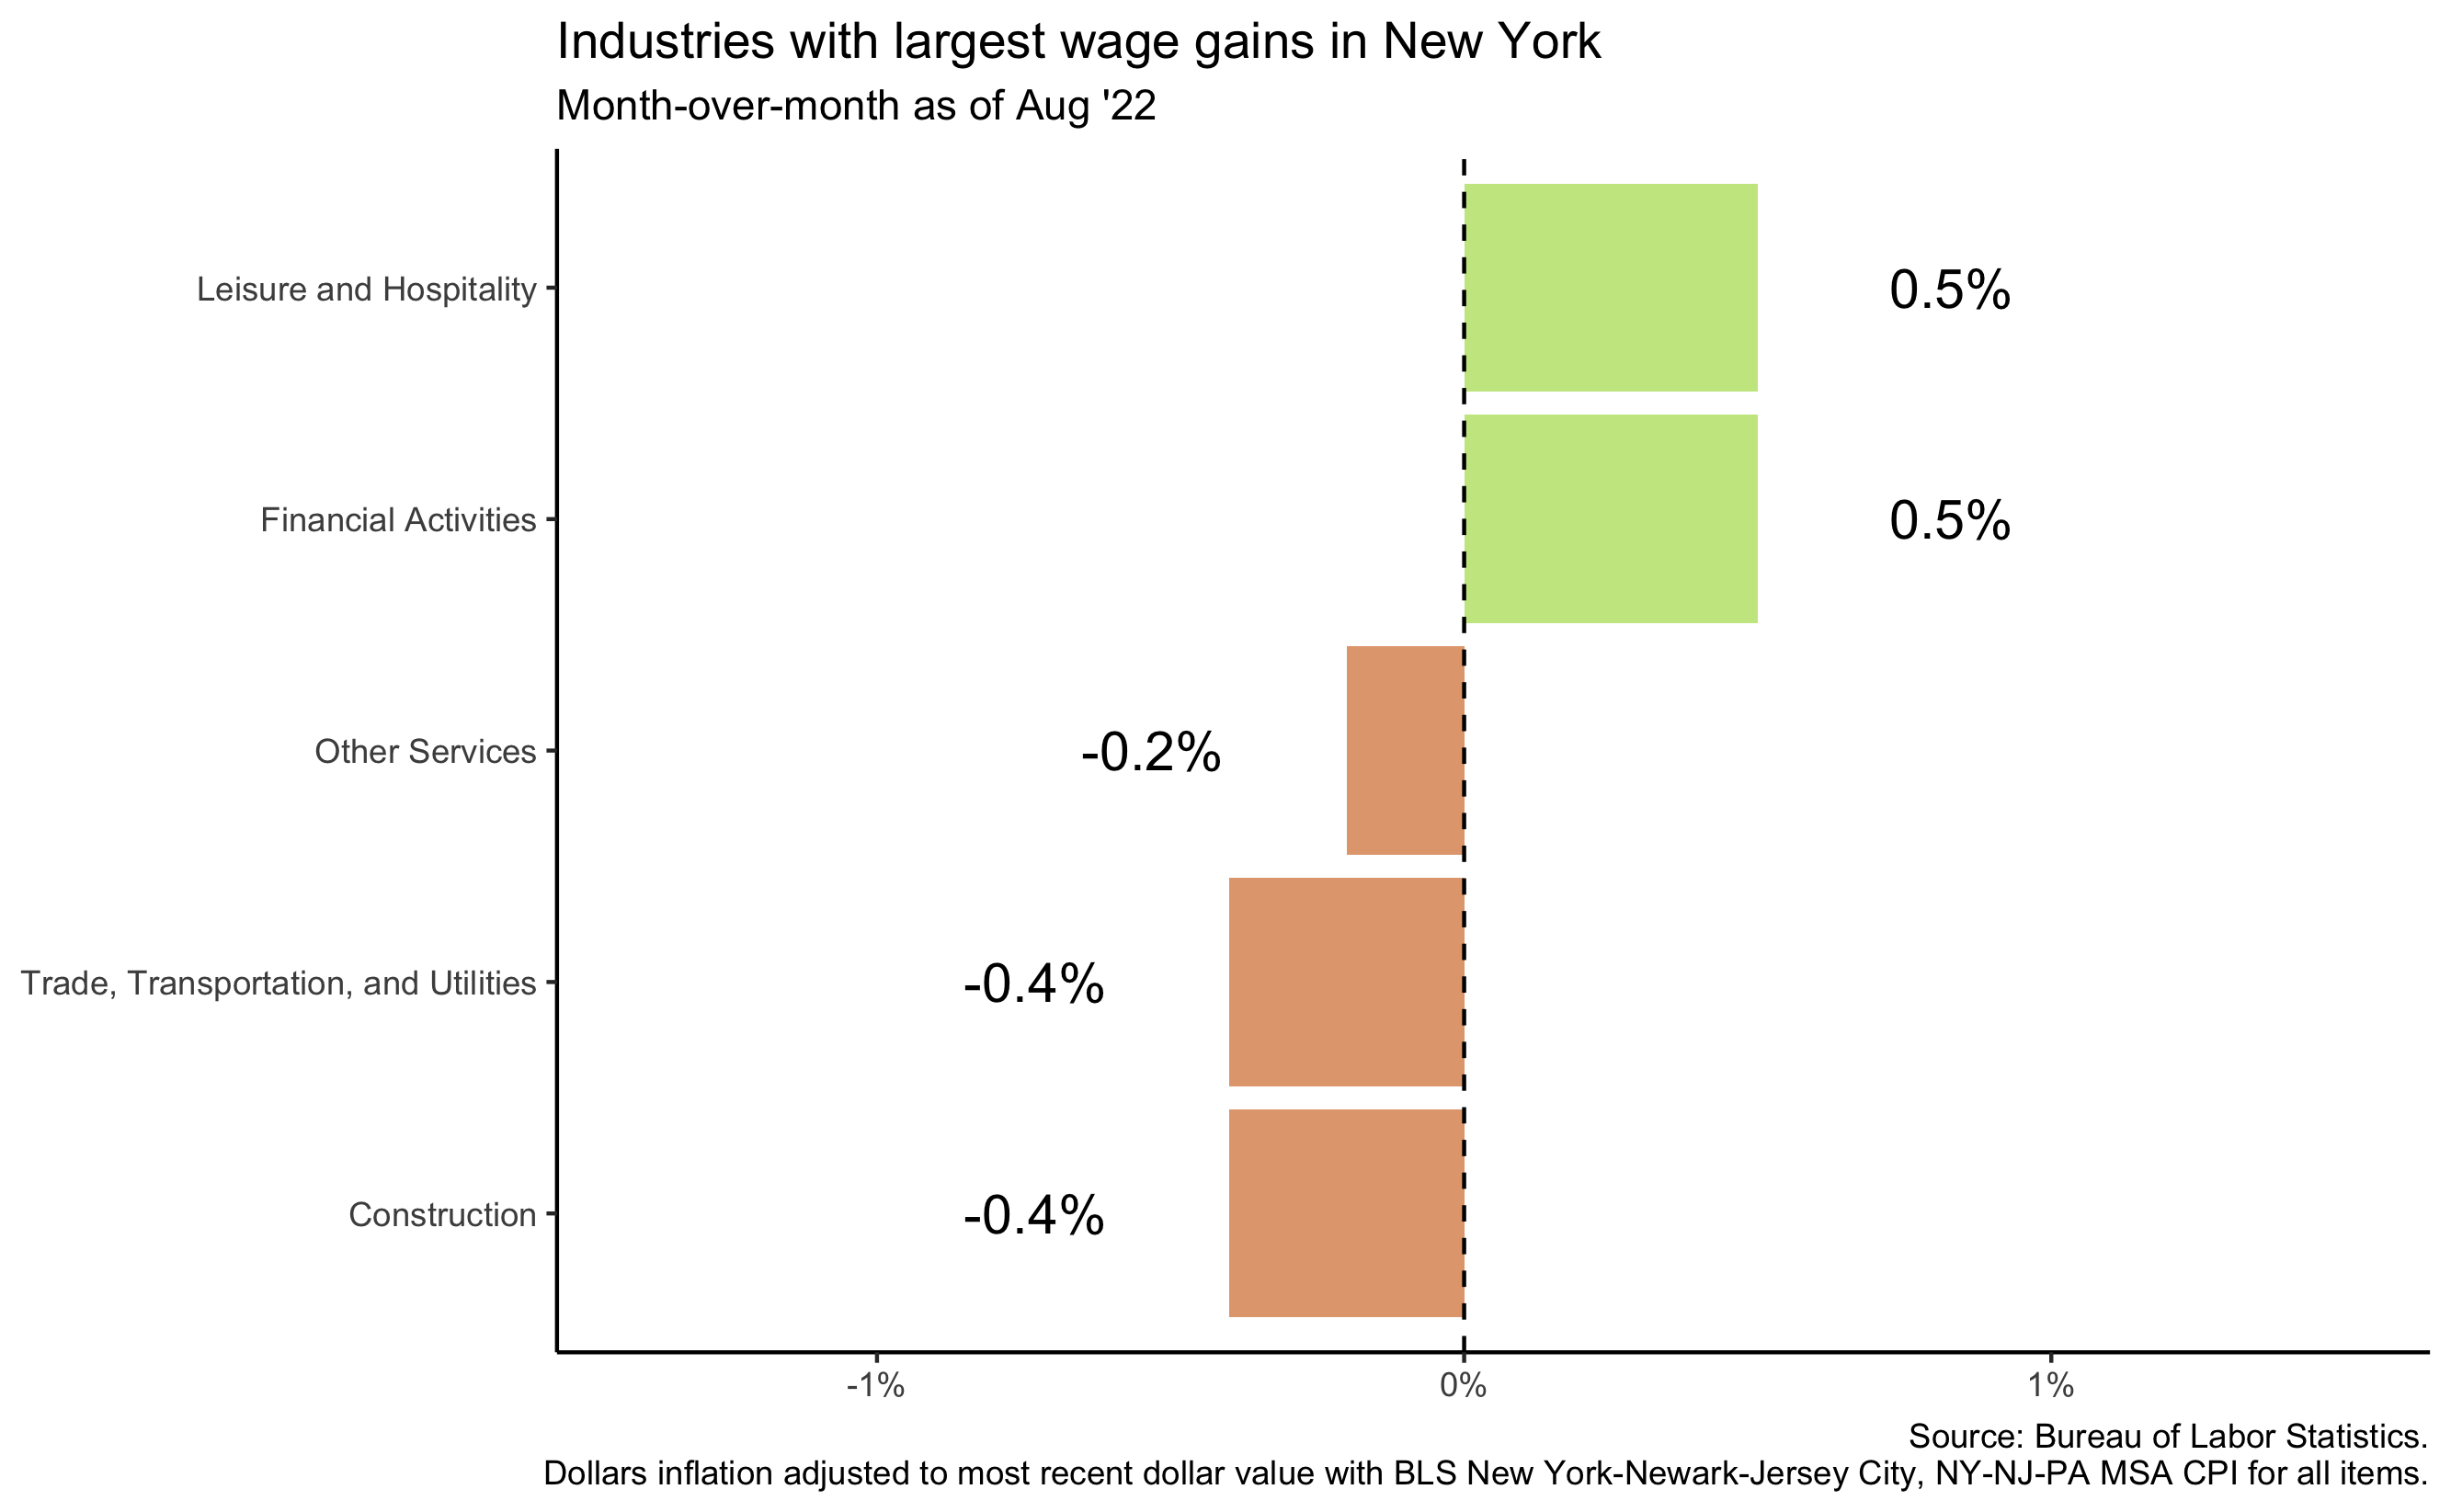 Industries with largest wage gains in New York
Month-over-month as of Aug '22
Leisure and Hospitality
0.5%
Financial Activities
0.5%
Other Services
-0.2%
Trade, Transportation, and Utilities
-0.4%
Construction
-0.4%
-1%
0%
1%
Source: Bureau of Labor Statistics.
Dollars inflation adjusted to most recent dollar value with BLS New York-Newark-Jersey City, NY-NJ-PA MSA CPI for all items.